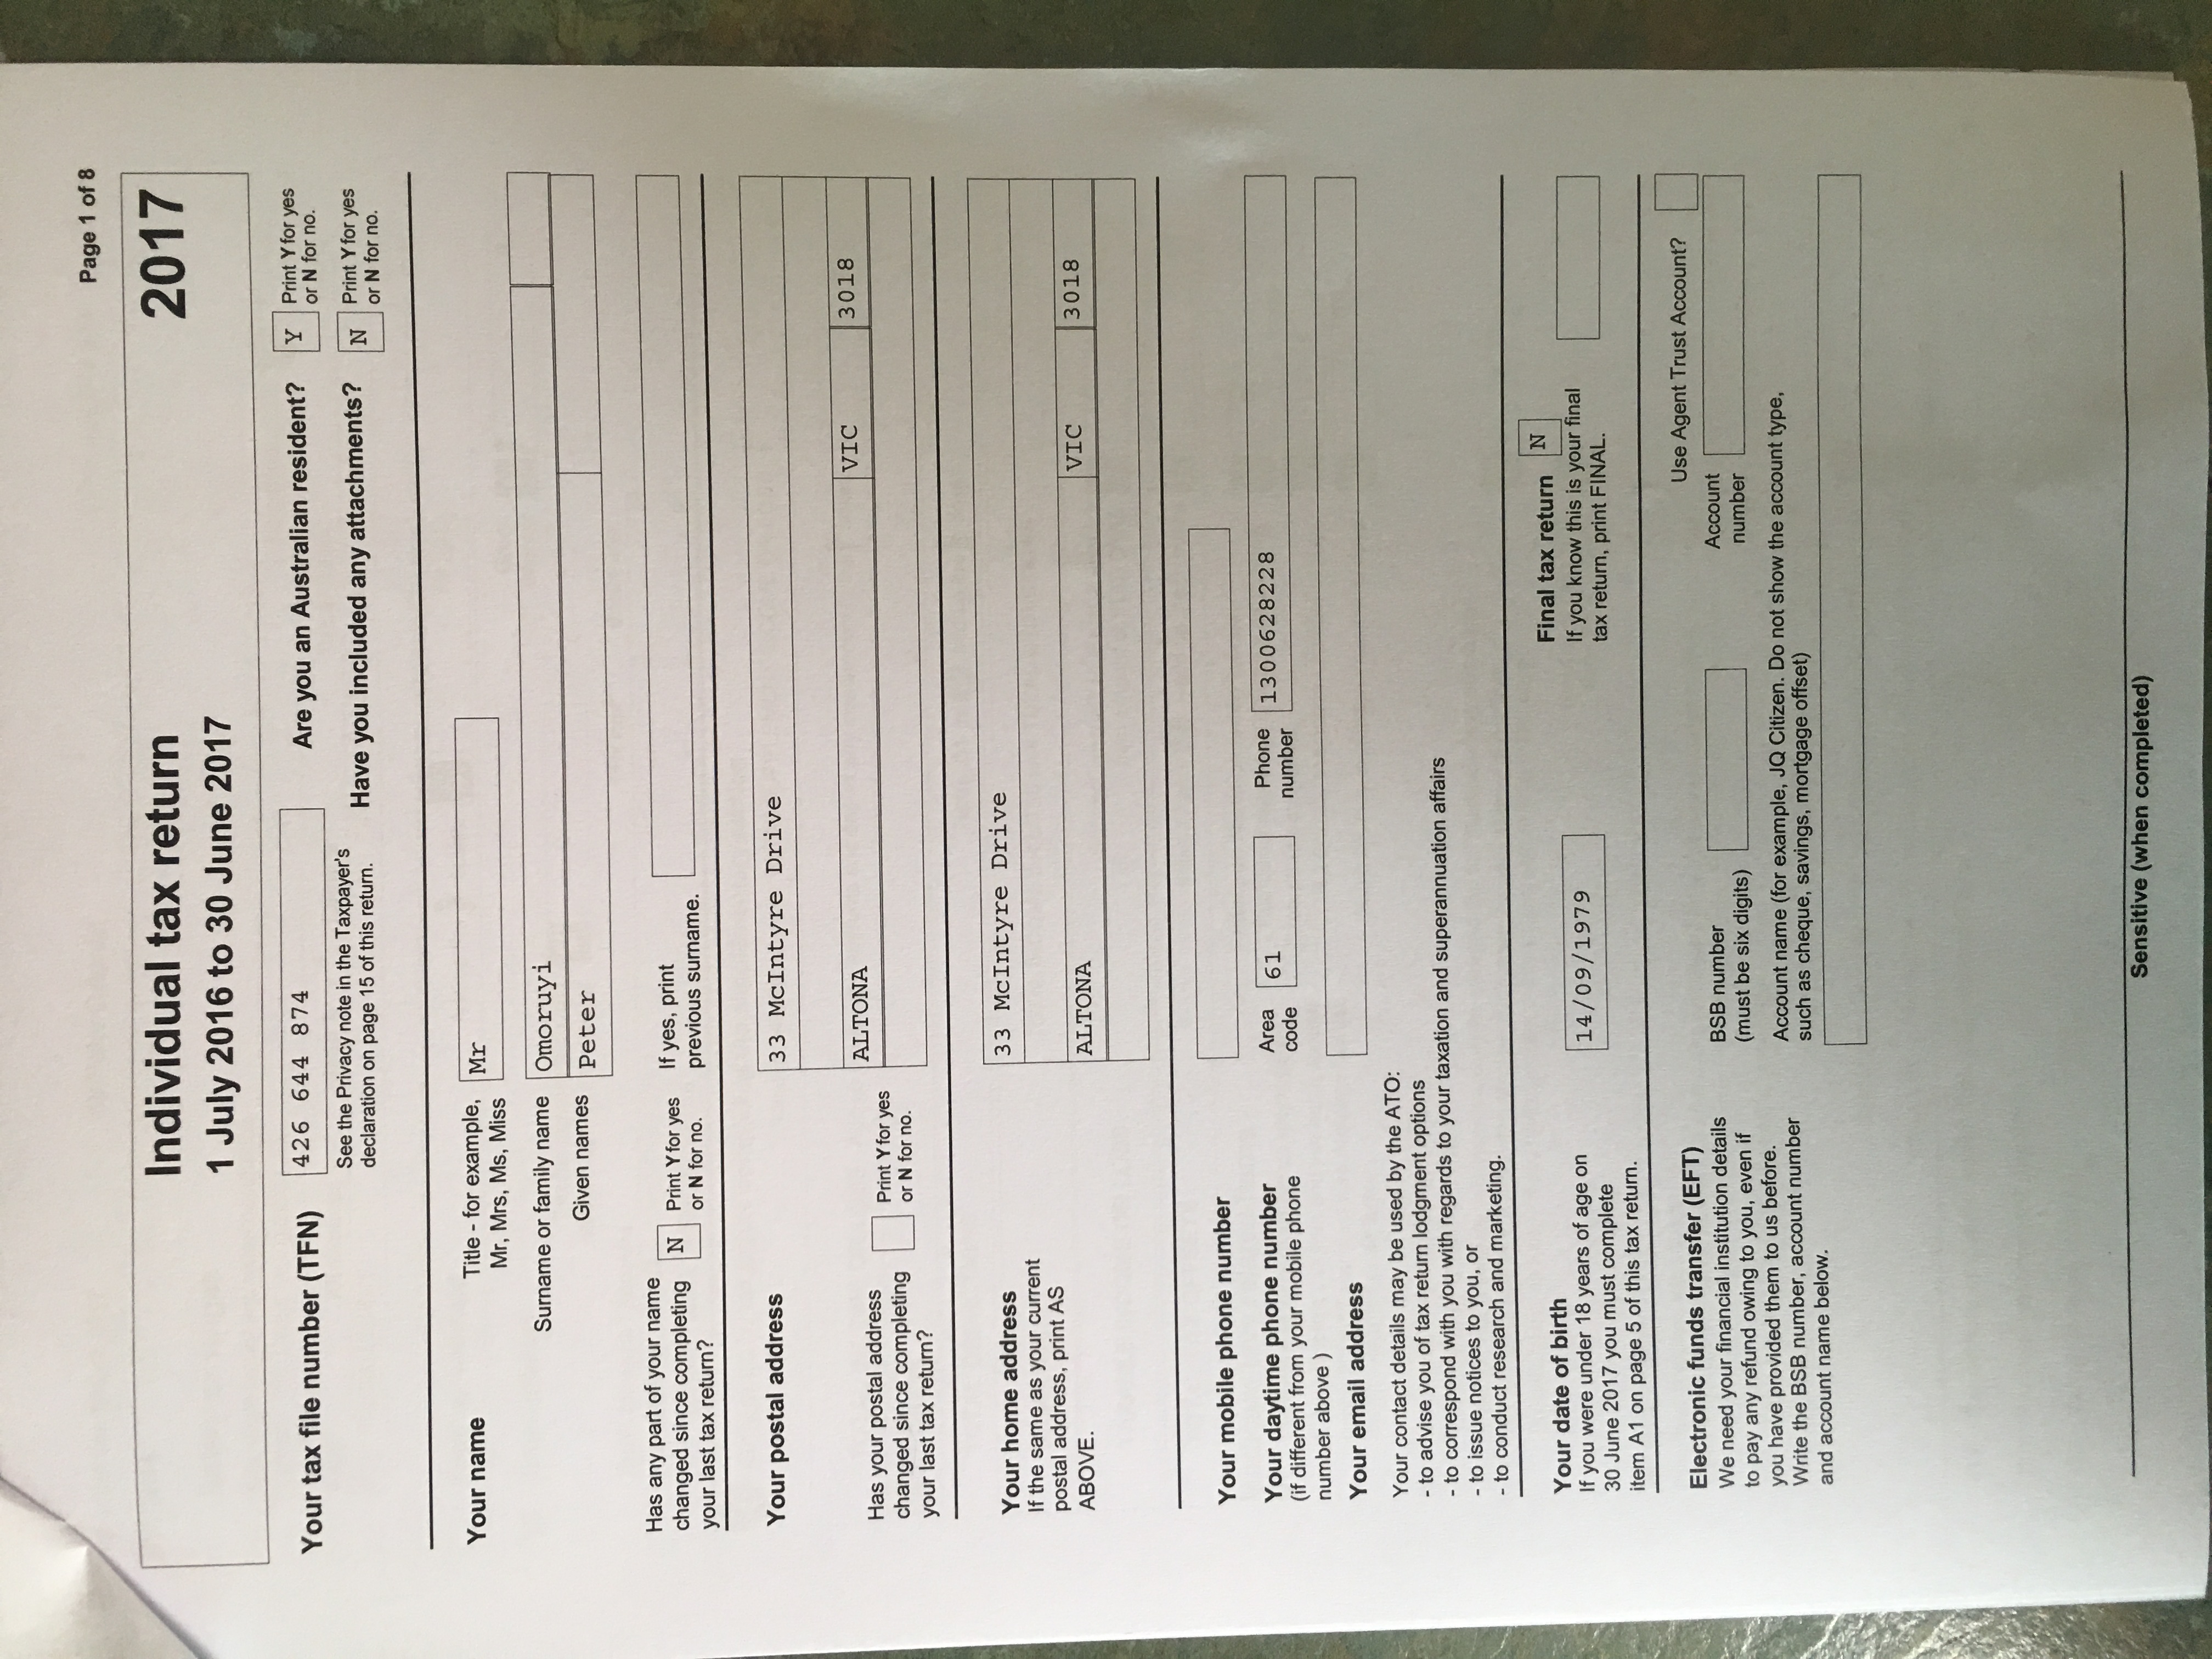 Page 1 of 8
Individual tax return 2017
1 July 2016 to 30 June 2017
Your tax file number (TFN) 426 644 874 Are you an Australian resident? Y Print Y for yes or N for no.
See the Privacy note in the Taxpayer's
declaration on page 15 of this return.
Have you included any attachments? N Print Y for yes or N for no.
Your name
Title - for example,
Mr, Mrs, Ms, Miss
Mr
Surname or family name Omoruyi
Given names Peter
Has any part of your name
changed since completing
your last tax return?
N Print Y for yes
or N for no.
If yes, print
previous surname.
Your postal address 33 McIntyre Drive
ALTONA VIC 3018
Has your postal address
changed since completing
your last tax return?
Print Y for yes
or N for no.
Your home address 33 McIntyre Drive
If the same as your current
postal address, print AS
ABOVE.
ALTONA VIC 3018
Your mobile phone number
Your daytime phone number
(if different from your mobile phone
number above )
Area
code
61
Phone
number
1300628228
Your email address
Your contact details may be used by the ATO:
- to advise you of tax return lodgment options
- to correspond with you with regards to your taxation and superannuation affairs
- to issue notices to you, or
- to conduct research and marketing.
Your date of birth
If you were under 18 years of age on
30 June 2017 you must complete
item A1 on page 5 of this tax return.
14/09/1979
Final tax return N
If you know this is your final
tax return, print FINAL.
Electronic funds transfer (EFT)
We need your financial institution details
to pay any refund owing to you, even if
you have provided them to us before.
Write the BSB number, account number
and account name below.
Use Agent Trust Account?
BSB number
(must be six digits)
Account
number
Account name (for example, JQ Citizen. Do not show the account type,
such as cheque, savings, mortgage offset)
Sensitive (when completed)